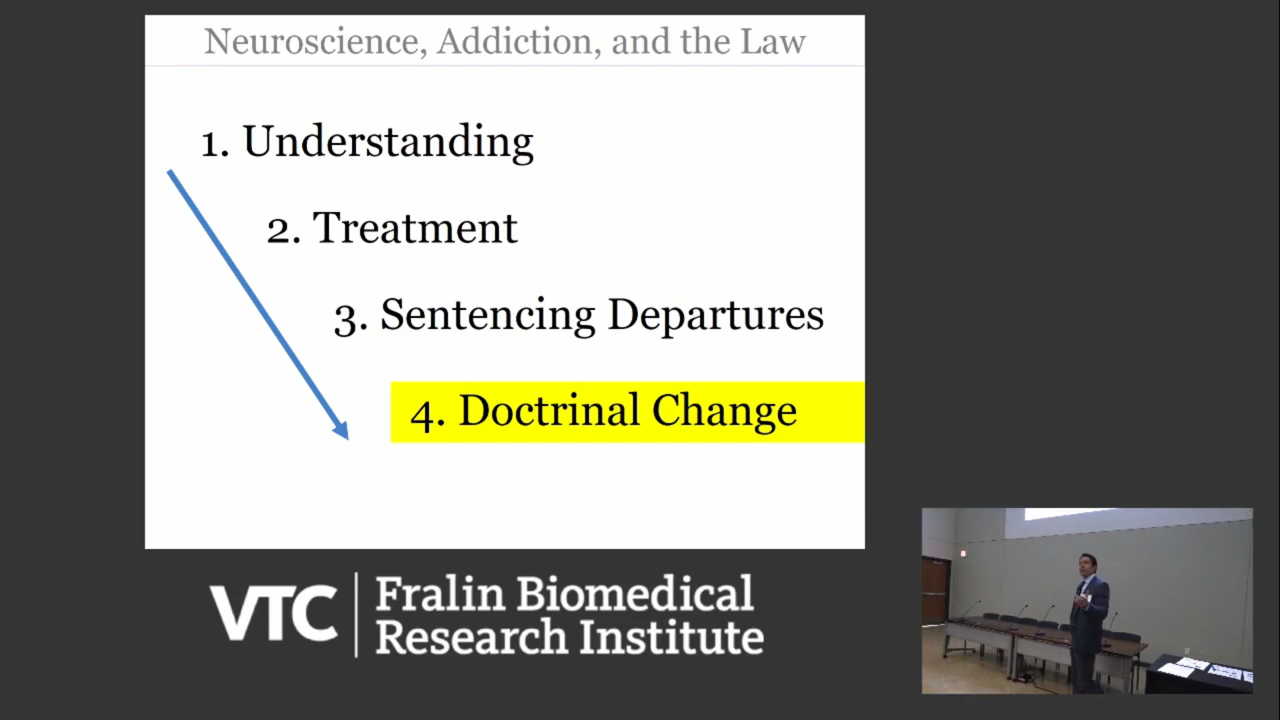 Neuroscience, Addiction, and the Law
1. Understanding
2. Treatment
3. Sentencing Departures
4. Doctrinal Change
VTC
Fralin Biomedical
Research Institute